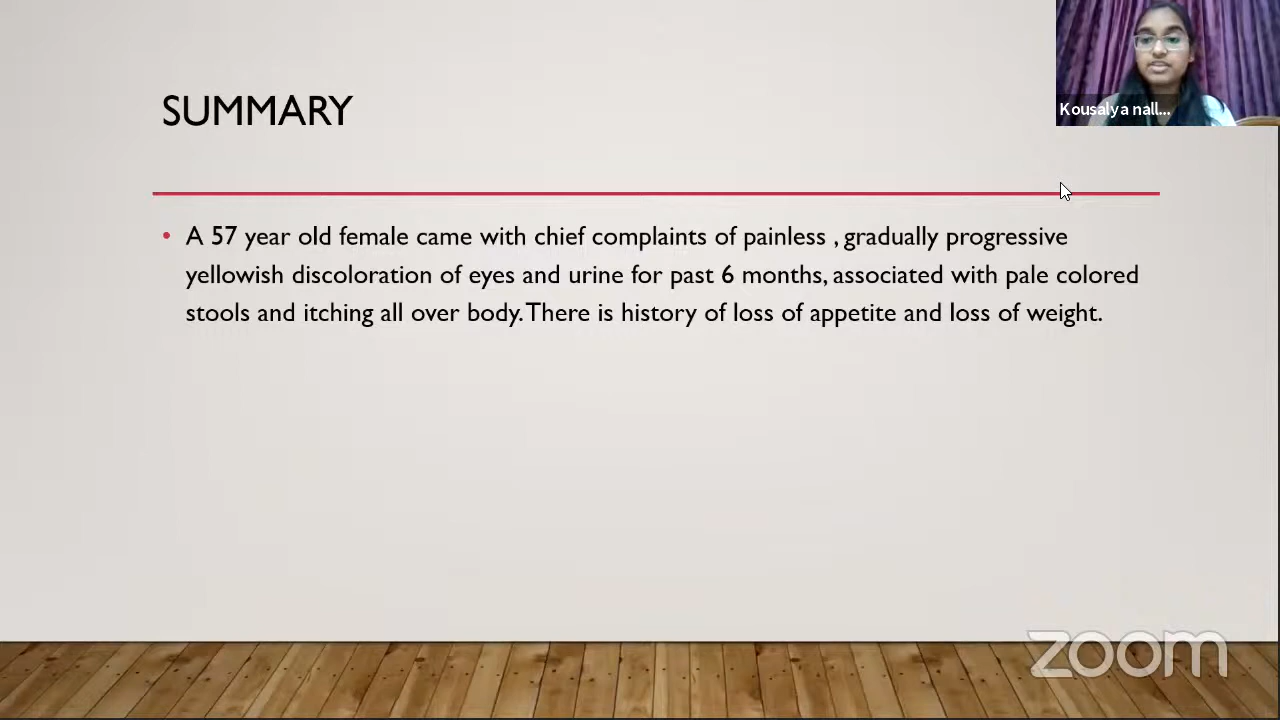 SUMMARY
Kousalya nall...
• A 57 year old female came with chief complaints of painless , gradually progressive
yellowish discoloration of eyes and urine for past 6 months, associated with pale colored
stools and itching all over body. There is history of loss of appetite and loss of weight.
zoom